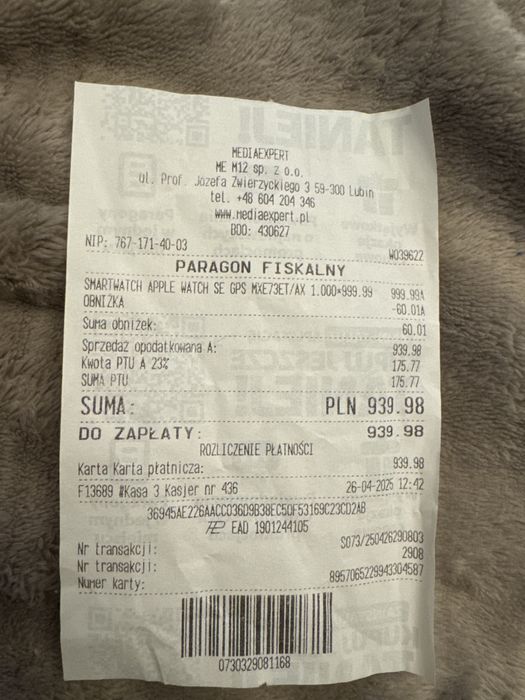 TANIEJ!
MEDIAEXPERT
ME M12 sp. z o.o.
ul. Prof. Józefa Zwierzyckiego 3 59-300 Lubin
tel. +48 604 204 346
www.mediaexpert.pl
BDO: 430627
NIP: 767-171-40-03 W039622
PARAGON FISKALNY
SMARTWATCH APPLE WATCH SE GPS MXE73ET/AX 1.000*999.99 999.99A
OBNIŻKA -60.01A
Suma obniżek: 60.01
Sprzedaż opodatkowana A: 939.98
Kwota PTU A 23% 175.77
SUMA PTU 175.77
SUMA: PLN 939.98
DO ZAPŁATY: 939.98
ROZLICZENIE PŁATNOŚCI
Karta Karta płatnicza: 939.98
F13689 #Kasa 3 Kasjer nr 436 26-04-2025 12:42
36945AE226AACC036D9B38EC50F53169C23CD2AB
EAD 1901244105
Nr transakcji: S073/250426290803
Nr transakcji: 2908
Numer karty: 8957065228943304587
0730329081168